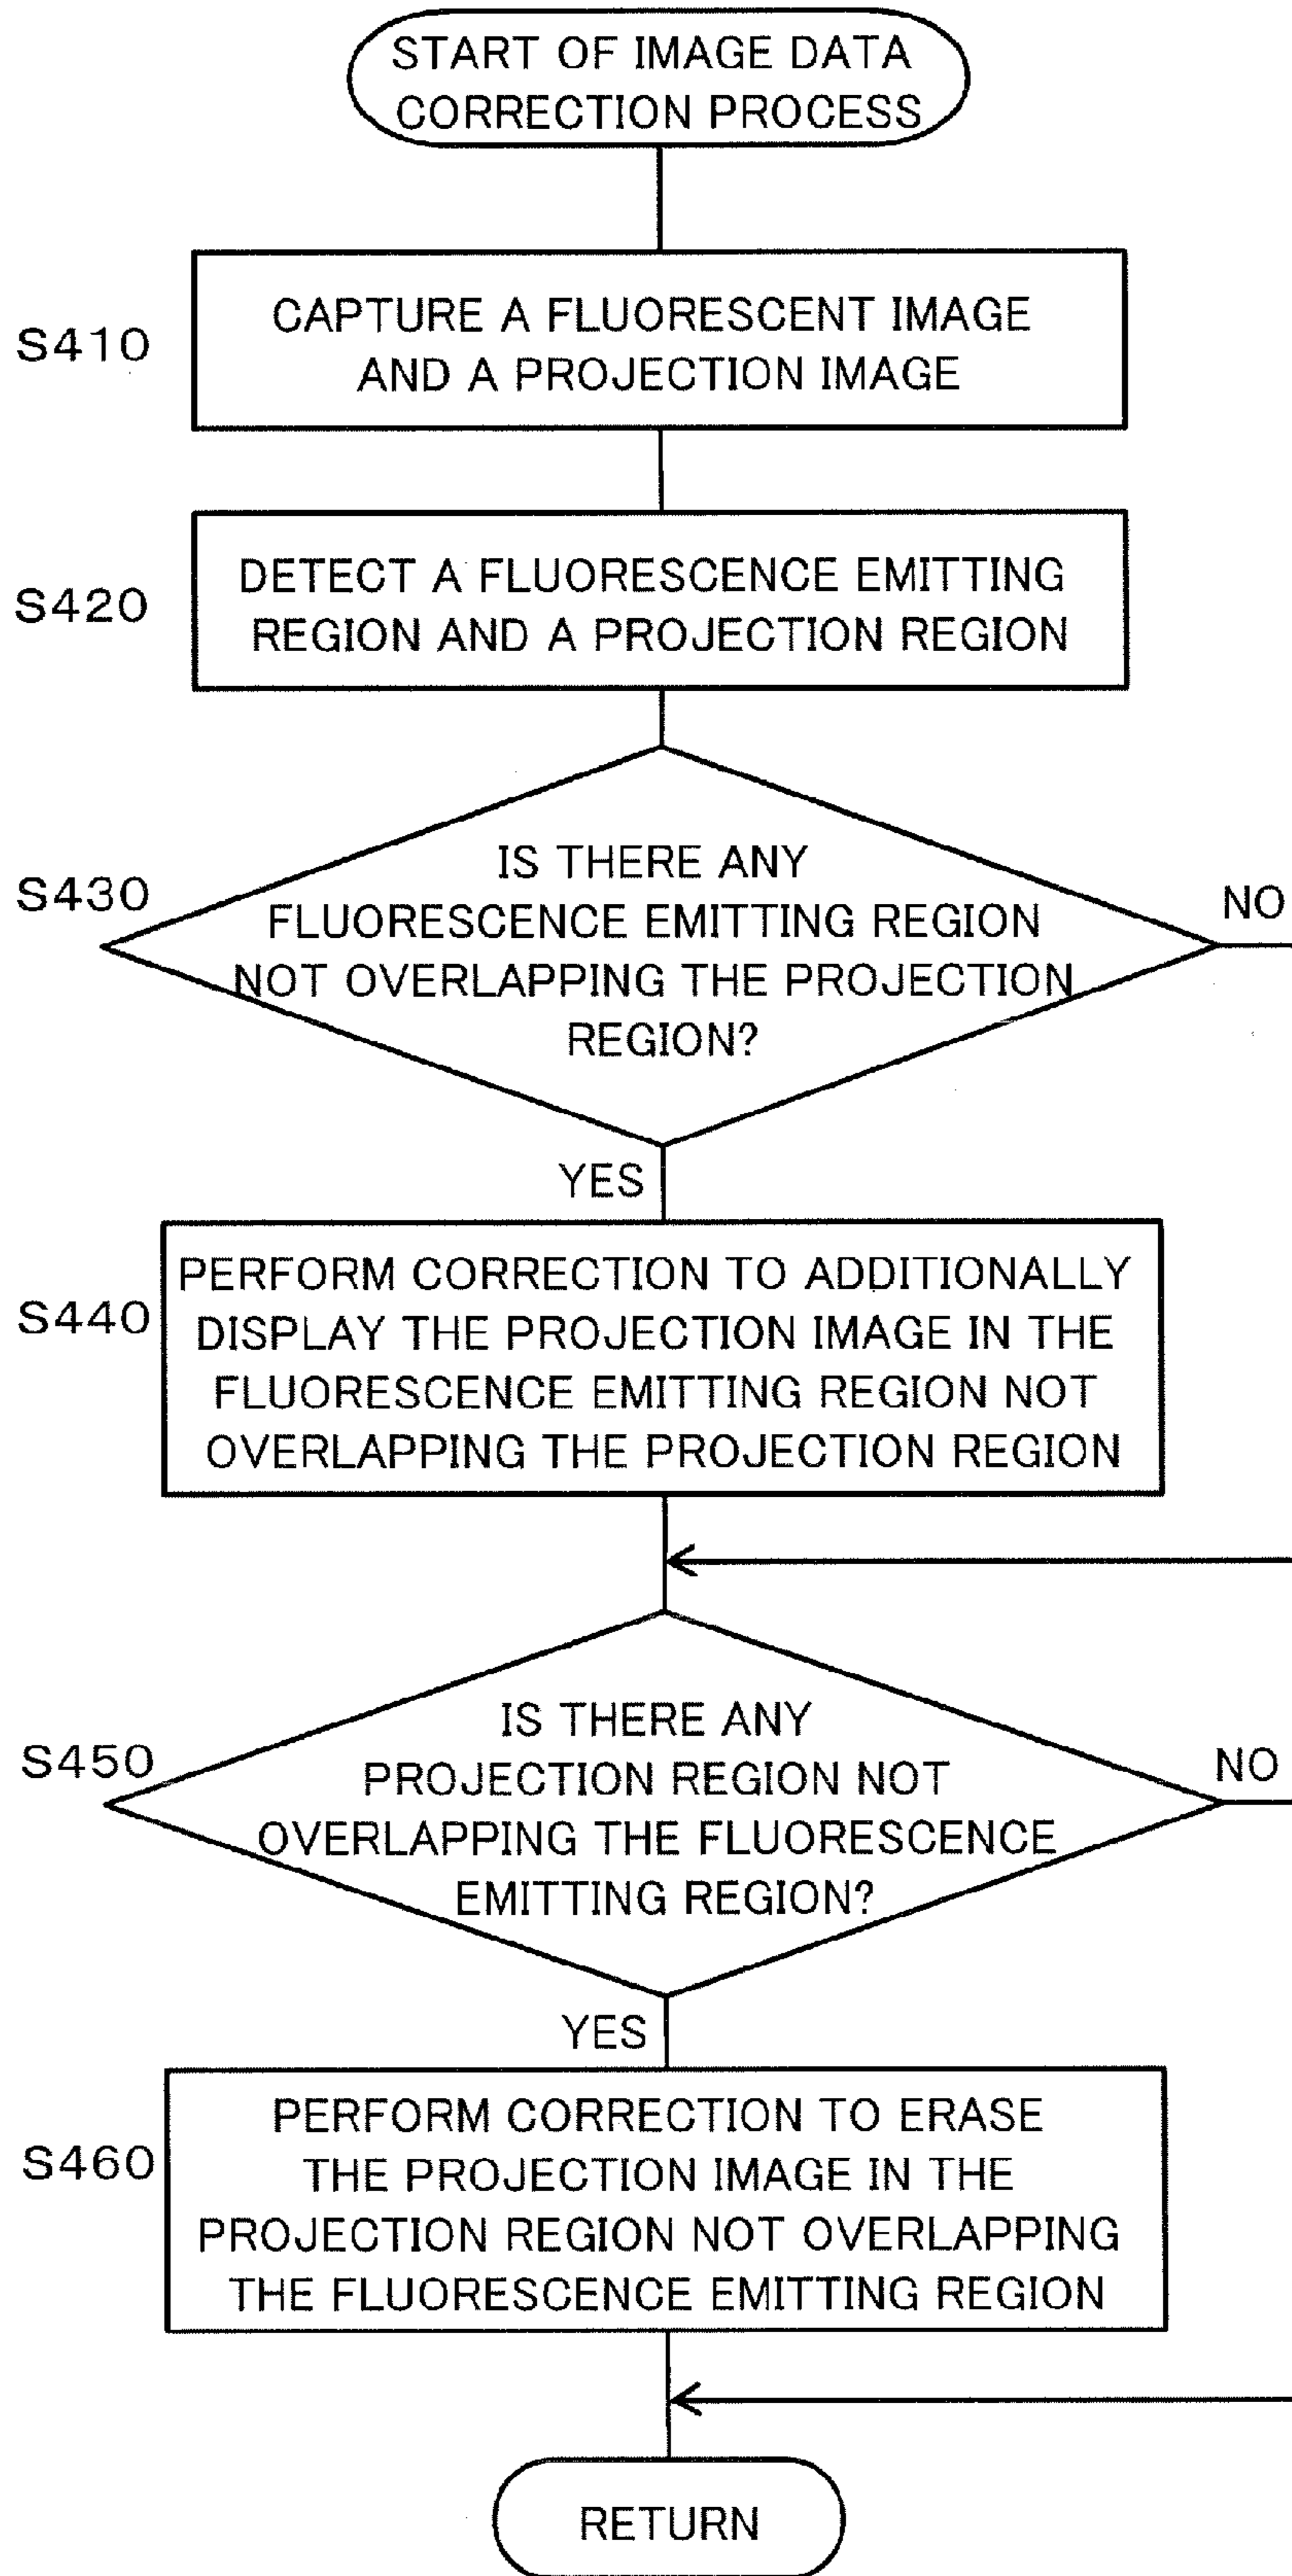 START OF IMAGE DATA
CORRECTION PROCESS
S410
CAPTURE A FLUORESCENT IMAGE
AND A PROJECTION IMAGE
S420
DETECT A FLUORESCENCE EMITTING
REGION AND A PROJECTION REGION
S430
IS THERE ANY
FLUORESCENCE EMITTING REGION
NOT OVERLAPPING THE PROJECTION
REGION?
NO
YES
S440
PERFORM CORRECTION TO ADDITIONALLY
DISPLAY THE PROJECTION IMAGE IN THE
FLUORESCENCE EMITTING REGION NOT
OVERLAPPING THE PROJECTION REGION
S450
IS THERE ANY
PROJECTION REGION NOT
OVERLAPPING THE FLUORESCENCE
EMITTING REGION?
NO
YES
S460
PERFORM CORRECTION TO ERASE
THE PROJECTION IMAGE IN THE
PROJECTION REGION NOT OVERLAPPING
THE FLUORESCENCE EMITTING REGION
RETURN